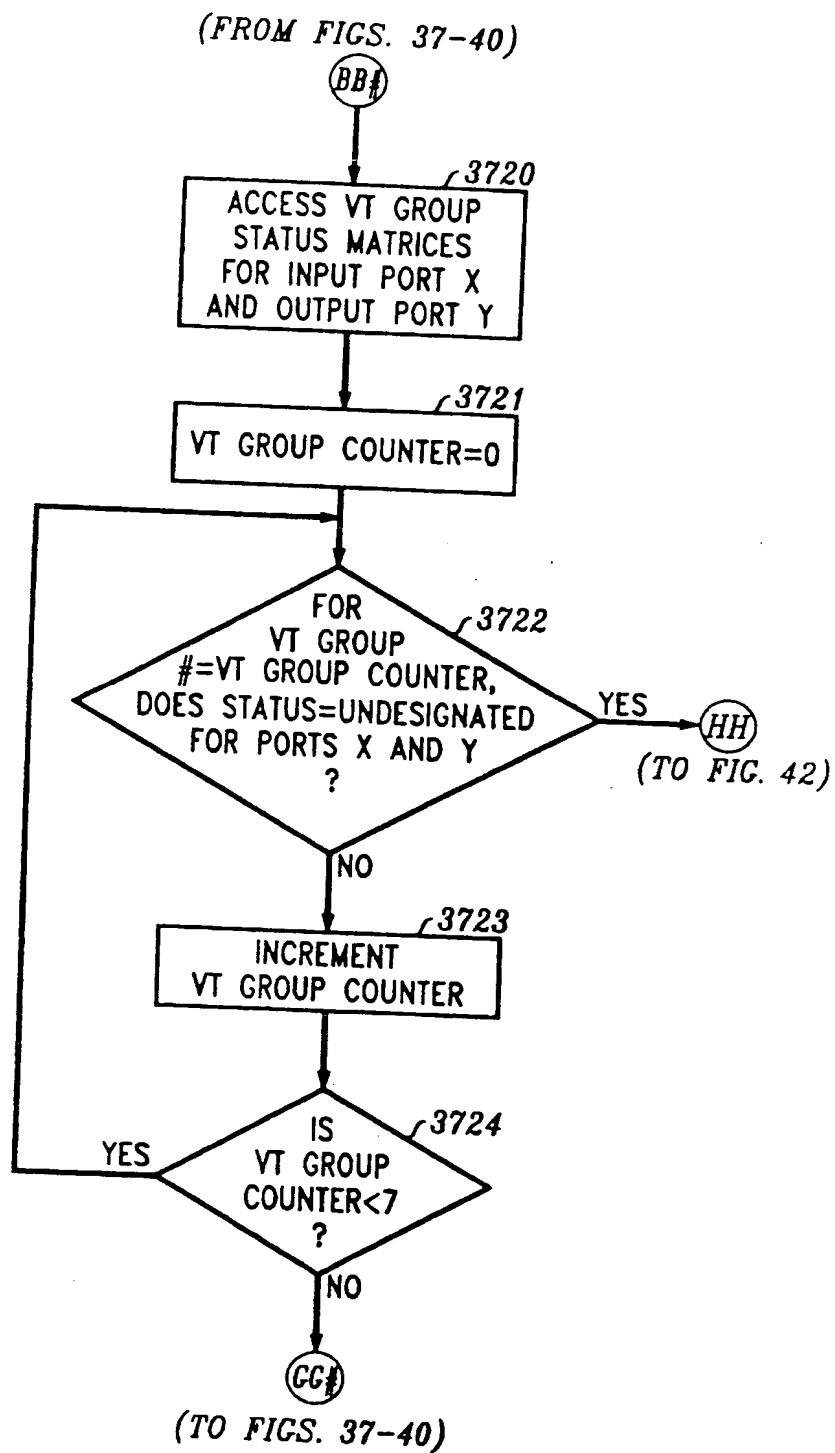 (FROM FIGS. 37-40)
BB#
3720
ACCESS VT GROUP
STATUS MATRICES
FOR INPUT PORT X
AND OUTPUT PORT Y
3721
VT GROUP COUNTER=0
3722
FOR
VT GROUP
#=VT GROUP COUNTER,
DOES STATUS=UNDESIGNATED
FOR PORTS X AND Y
?
YES
HH
(TO FIG. 42)
NO
3723
INCREMENT
VT GROUP COUNTER
3724
IS
VT GROUP
COUNTER<7
?
YES
NO
GG#
(TO FIGS. 37-40)